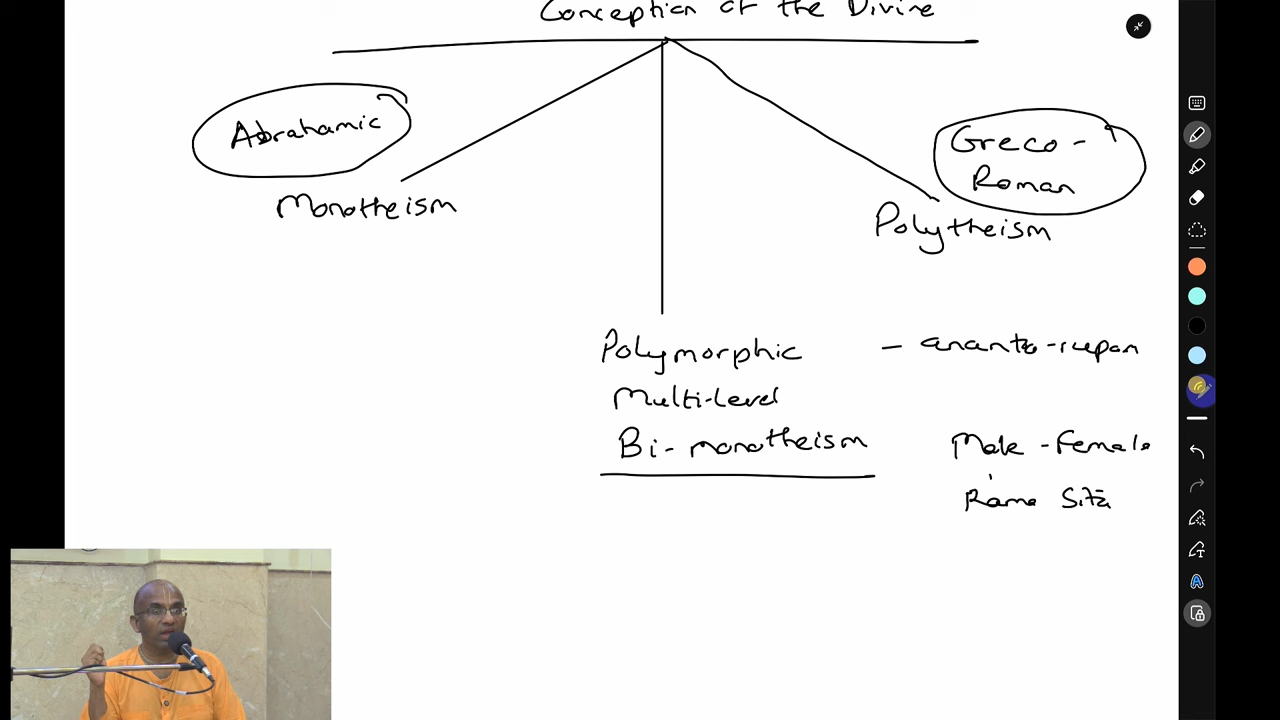 Conception of the Divine
Abrahamic
Monotheism
Greco-
Roman
Polytheism
Polymorphic - ananta-rupam
Multi-Level
Bi-monotheism Male-Female
Rama Sitā